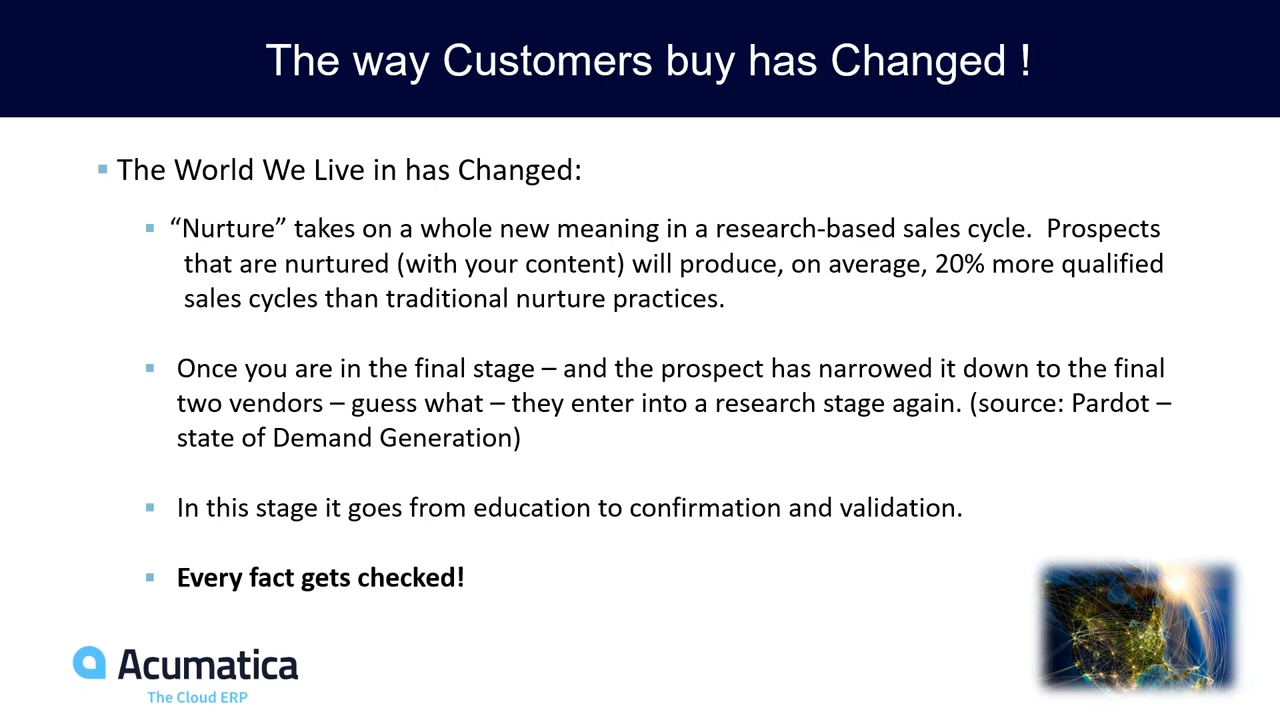 The way Customers buy has Changed !
The World We Live in has Changed:
“Nurture” takes on a whole new meaning in a research-based sales cycle.  Prospects
that are nurtured (with your content) will produce, on average, 20% more qualified
sales cycles than traditional nurture practices.
Once you are in the final stage – and the prospect has narrowed it down to the final
two vendors – guess what – they enter into a research stage again. (source: Pardot –
state of Demand Generation)
In this stage it goes from education to confirmation and validation.
Every fact gets checked!
Acumatica
The Cloud ERP